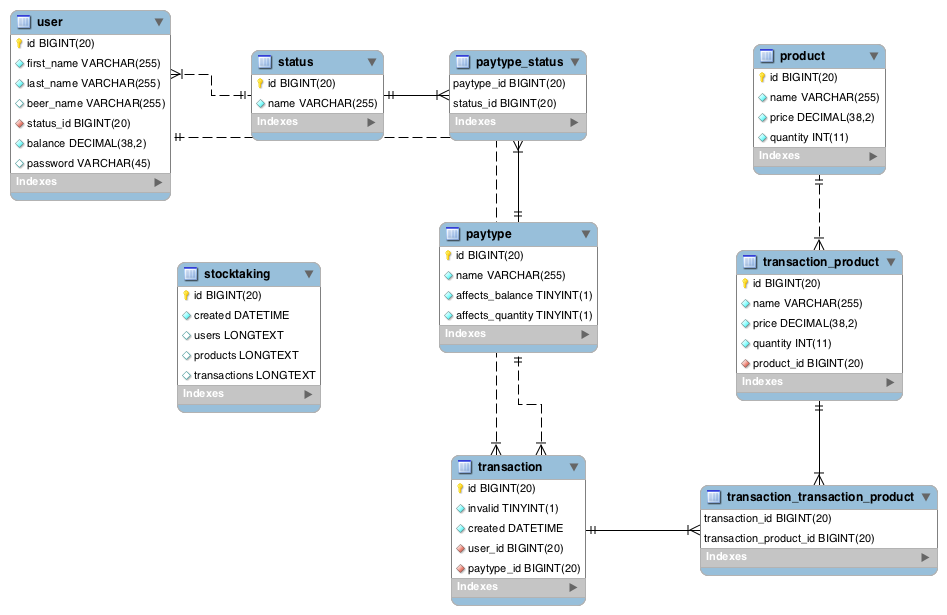 user
id BIGINT(20)
first_name VARCHAR(255)
last_name VARCHAR(255)
beer_name VARCHAR(255)
status_id BIGINT(20)
balance DECIMAL(38,2)
password VARCHAR(45)
Indexes
status
id BIGINT(20)
name VARCHAR(255)
Indexes
paytype_status
paytype_id BIGINT(20)
status_id BIGINT(20)
Indexes
product
id BIGINT(20)
name VARCHAR(255)
price DECIMAL(38,2)
quantity INT(11)
Indexes
stocktaking
id BIGINT(20)
created DATETIME
users LONGTEXT
products LONGTEXT
transactions LONGTEXT
Indexes
paytype
id BIGINT(20)
name VARCHAR(255)
affects_balance TINYINT(1)
affects_quantity TINYINT(1)
Indexes
transaction_product
id BIGINT(20)
name VARCHAR(255)
price DECIMAL(38,2)
quantity INT(11)
product_id BIGINT(20)
Indexes
transaction
id BIGINT(20)
invalid TINYINT(1)
created DATETIME
user_id BIGINT(20)
paytype_id BIGINT(20)
Indexes
transaction_transaction_product
transaction_id BIGINT(20)
transaction_product_id BIGINT(20)
Indexes